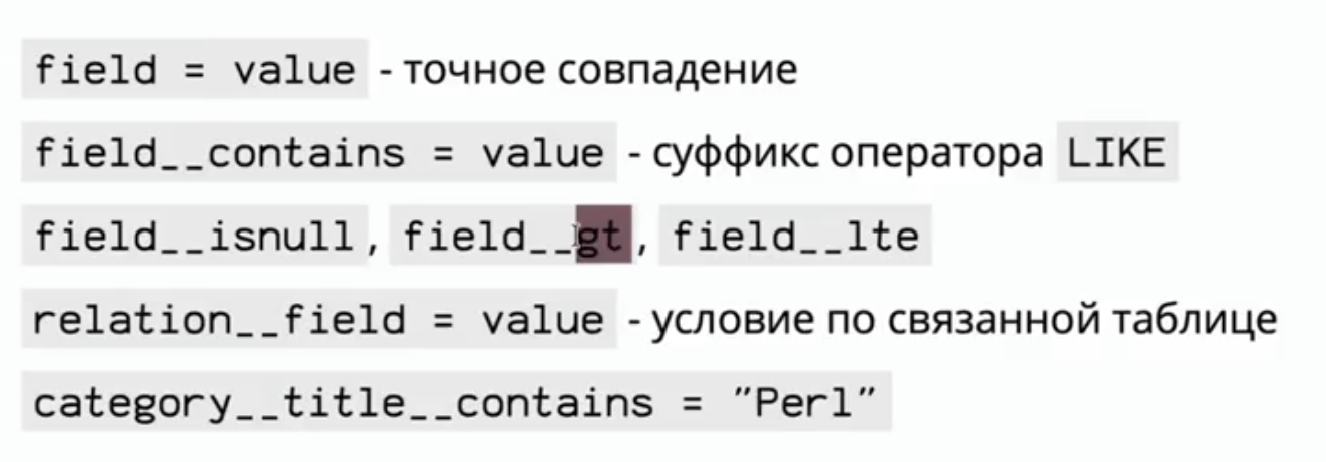 field = value - точное совпадение
field__contains = value - суффикс оператора LIKE
field__isnull, field__gt, field__lte
relation__field = value - условие по связанной таблице
category__title__contains = "Perl"